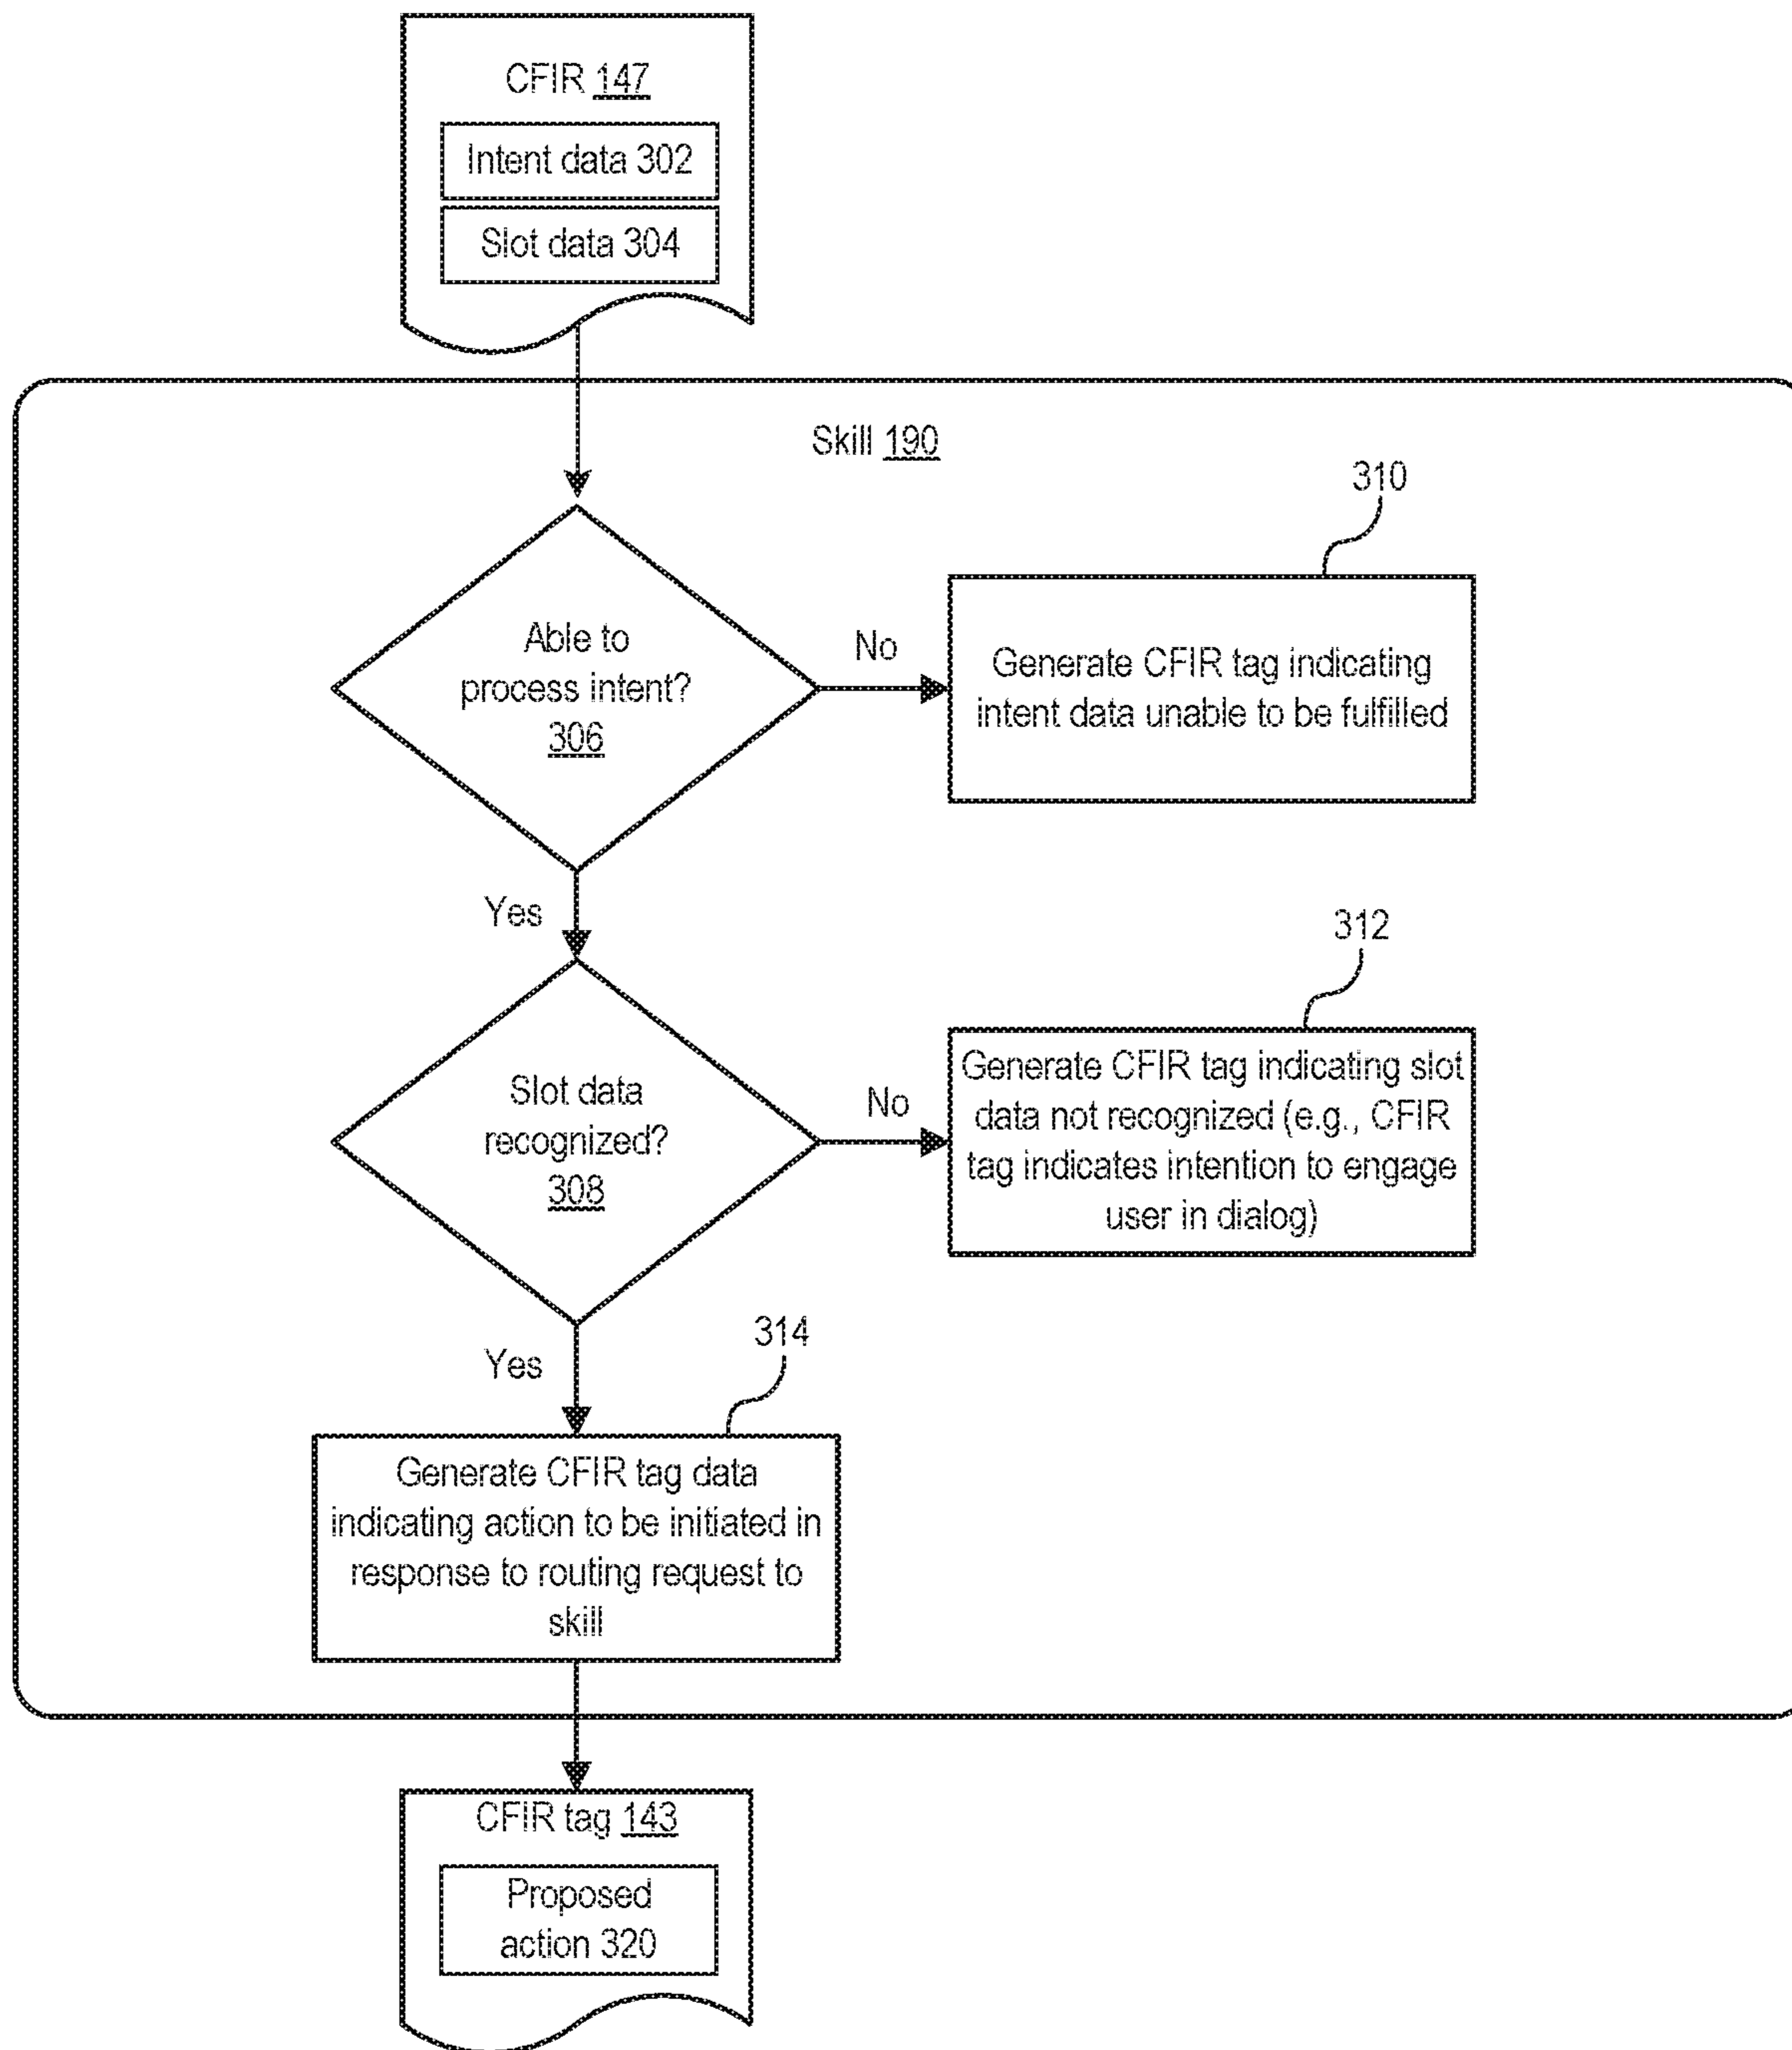 CFIR 147
Intent data 302
Slot data 304
Skill 190
310
Able to
process intent?
306
No
Generate CFIR tag indicating
intent data unable to be fulfilled
Yes
312
Slot data
recognized?
308
No
Generate CFIR tag indicating slot
data not recognized (e.g., CFIR
tag indicates intention to engage
user in dialog)
Yes
314
Generate CFIR tag data
indicating action to be initiated in
response to routing request to
skill
CFIR tag 143
Proposed
action 320